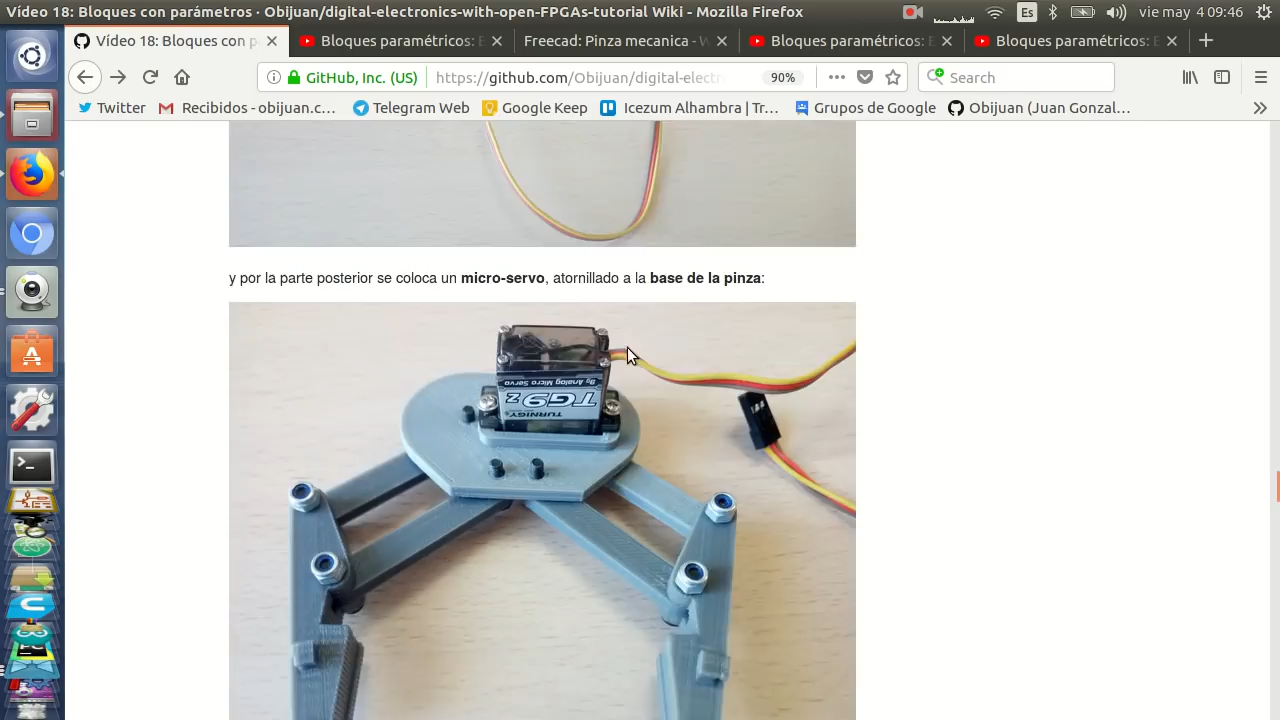 Vídeo 18: Bloques con parámetros · Obijuan/digital-electronics-with-open-FPGAs-tutorial Wiki - Mozilla Firefox
Es
vie may 4 09:46
Vídeo 18: Bloques con p
Bloques paramétricos: E
Freecad: Pinza mecanica - W
Bloques paramétricos: E
Bloques paramétricos: E
GitHub, Inc. (US)
https://github.com/Obijuan/digital-electr
90%
Search
Twitter
Recibidos - obijuan.c...
Telegram Web
Google Keep
Icezum Alhambra | Tr...
Grupos de Google
Obijuan (Juan Gonzal...
y por la parte posterior se coloca un micro-servo, atornillado a la base de la pinza:
9g Analog Micro Servo
TG9z
TURNIGY